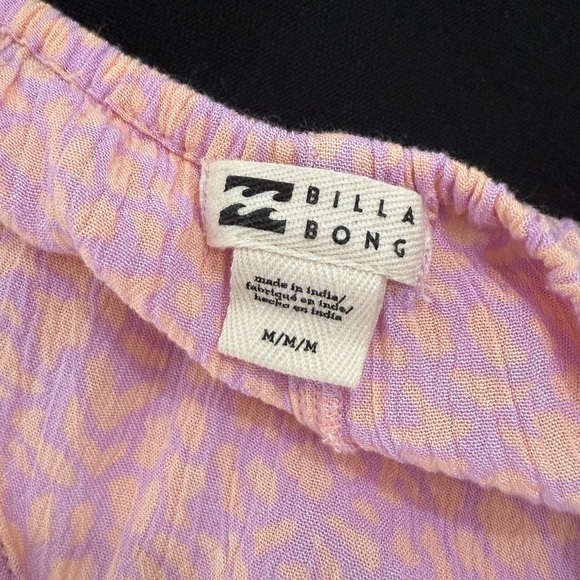 BILLA
BONG
made in india/
fabriqué en inde/
hecho en india
M/M/M